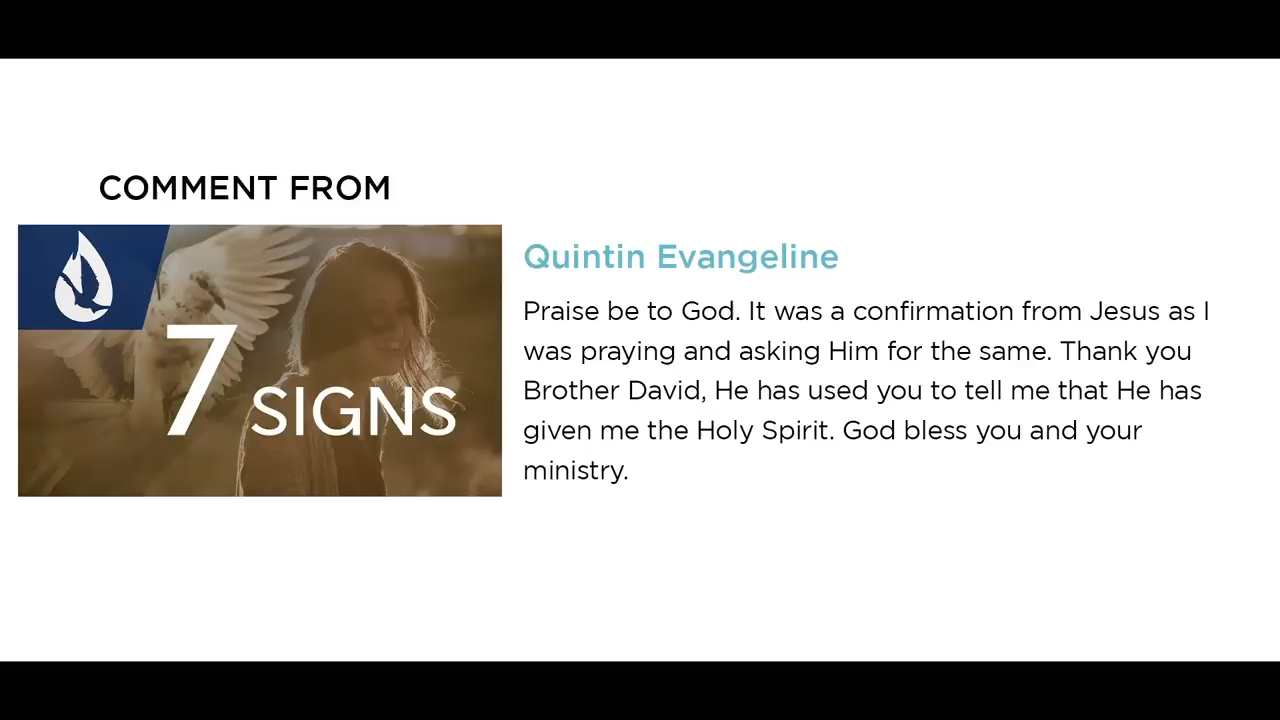 COMMENT FROM
7 SIGNS
Quintin Evangeline
Praise be to God. It was a confirmation from Jesus as I
was praying and asking Him for the same. Thank you
Brother David, He has used you to tell me that He has
given me the Holy Spirit. God bless you and your
ministry.